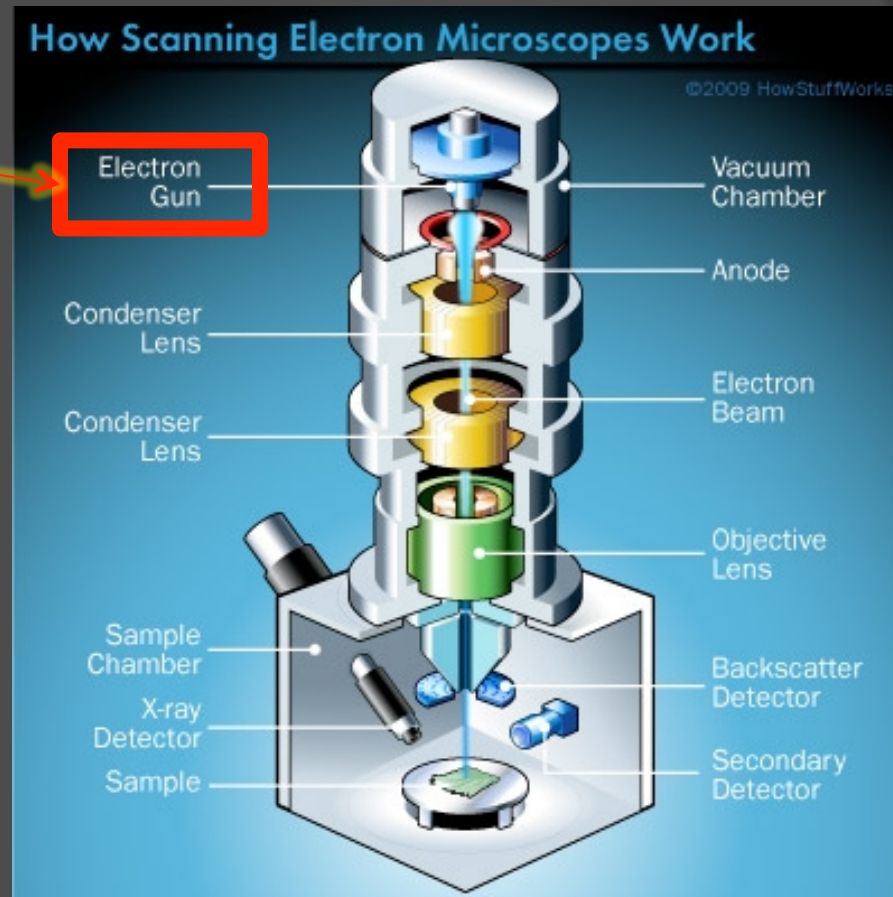 How Scanning Electron Microscopes Work
©2009 HowStuffWorks
Electron
Gun
Vacuum
Chamber
Anode
Condenser
Lens
Electron
Beam
Condenser
Lens
Objective
Lens
Sample
Chamber
Backscatter
Detector
X-ray
Detector
Secondary
Detector
Sample